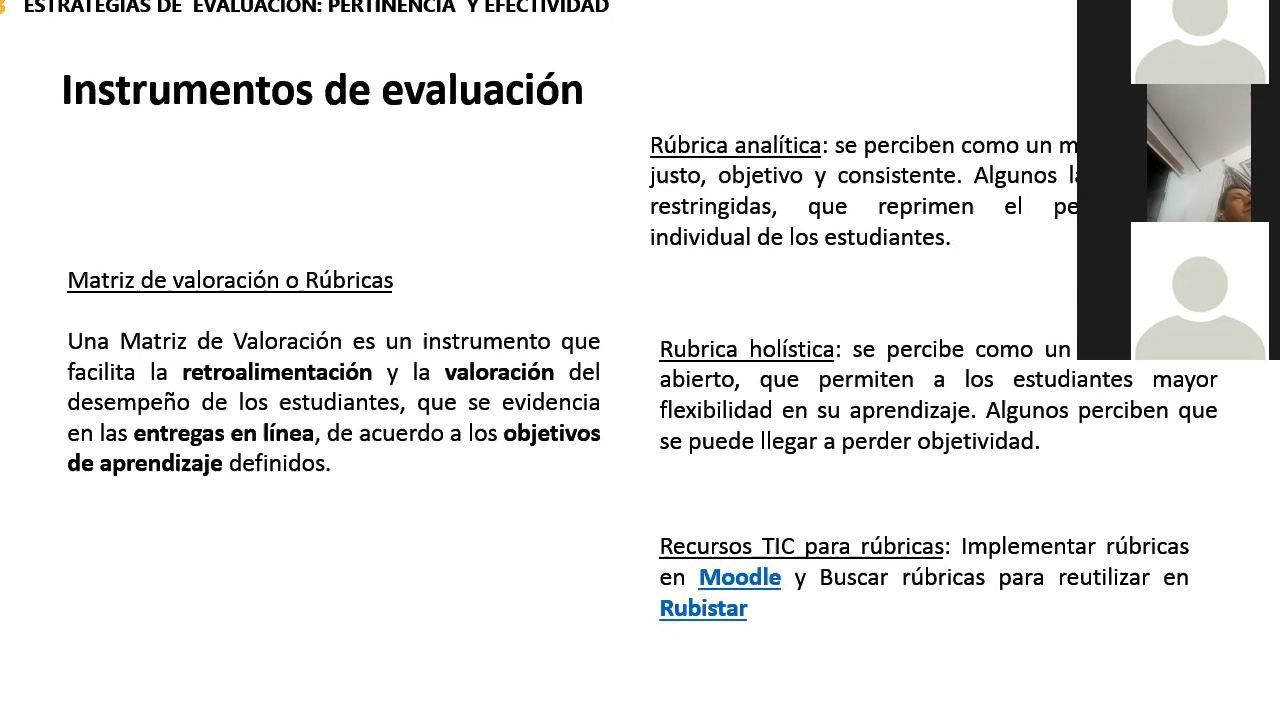 ESTRATEGIAS DE EVALUACIÓN: PERTINENCIA Y EFECTIVIDAD
Instrumentos de evaluación
Matriz de valoración o Rúbricas
Una Matriz de Valoración es un instrumento que
facilita la retroalimentación y la valoración del
desempeño de los estudiantes, que se evidencia
en las entregas en línea, de acuerdo a los objetivos
de aprendizaje definidos.
Rúbrica analítica: se perciben como un
justo, objetivo y consistente. Algunos
restringidas, que reprimen el
individual de los estudiantes.
Rubrica holística: se percibe como un
abierto, que permiten a los estudiantes mayor
flexibilidad en su aprendizaje. Algunos perciben que
se puede llegar a perder objetividad.
Recursos TIC para rúbricas: Implementar rúbricas
en Moodle y Buscar rúbricas para reutilizar en
Rubistar